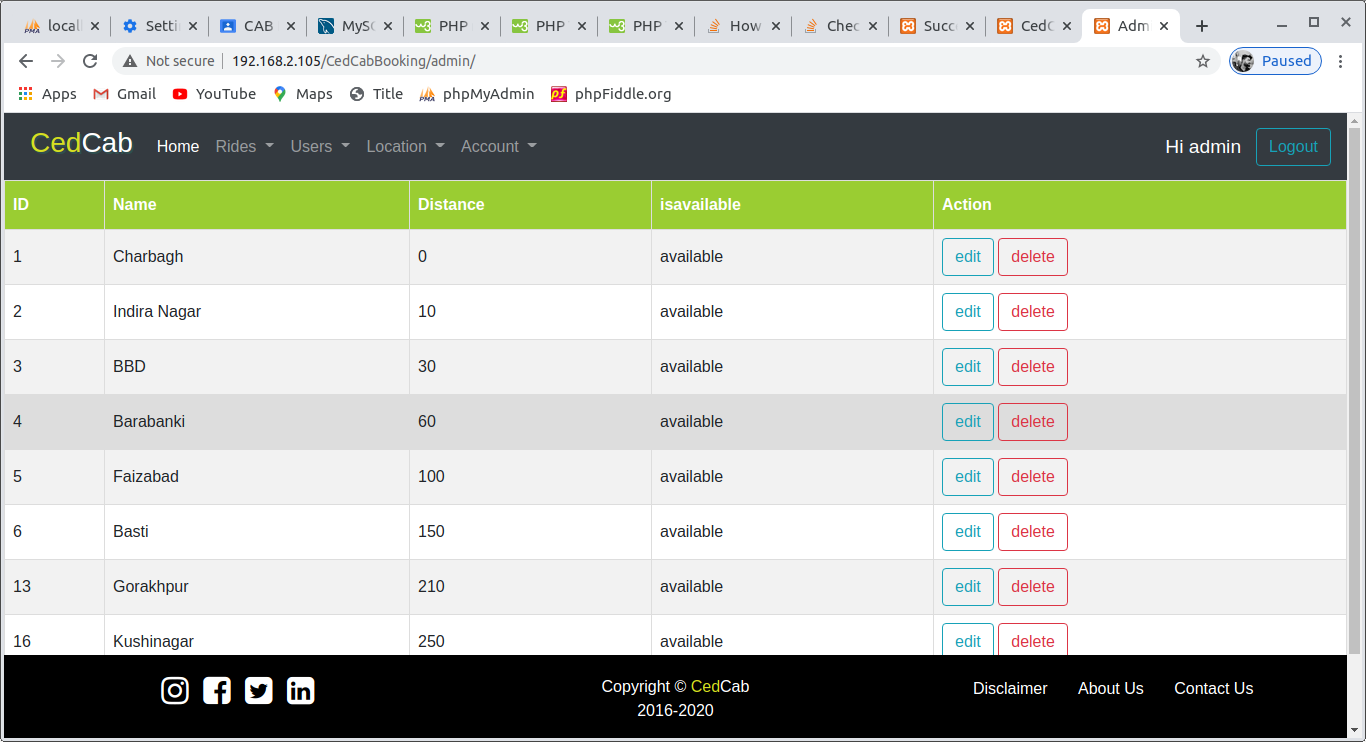 locall Settin CAB MySQ PHP PHP PHP How Chec Succ CedC Adm
Not secure 192.168.2.105/CedCabBooking/admin/ Paused
Apps Gmail YouTube Maps Title PMA phpMyAdmin pf phpFiddle.org
CedCab Home Rides Users Location Account Hi admin Logout
ID Name Distance isavailable Action
1 Charbagh 0 available edit delete
2 Indira Nagar 10 available edit delete
3 BBD 30 available edit delete
4 Barabanki 60 available edit delete
5 Faizabad 100 available edit delete
6 Basti 150 available edit delete
13 Gorakhpur 210 available edit delete
16 Kushinagar 250 available edit delete
Copyright © CedCab Disclaimer About Us Contact Us
2016-2020